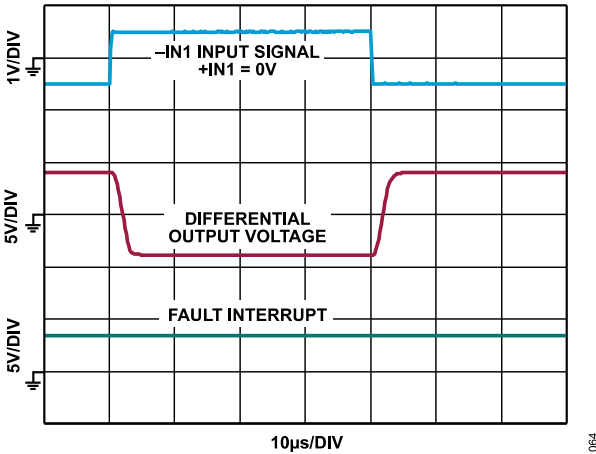 1V/DIV
–IN1 INPUT SIGNAL
+IN1 = 0V
5V/DIV
DIFFERENTIAL
OUTPUT VOLTAGE
5V/DIV
FAULT INTERRUPT
10µs/DIV
064